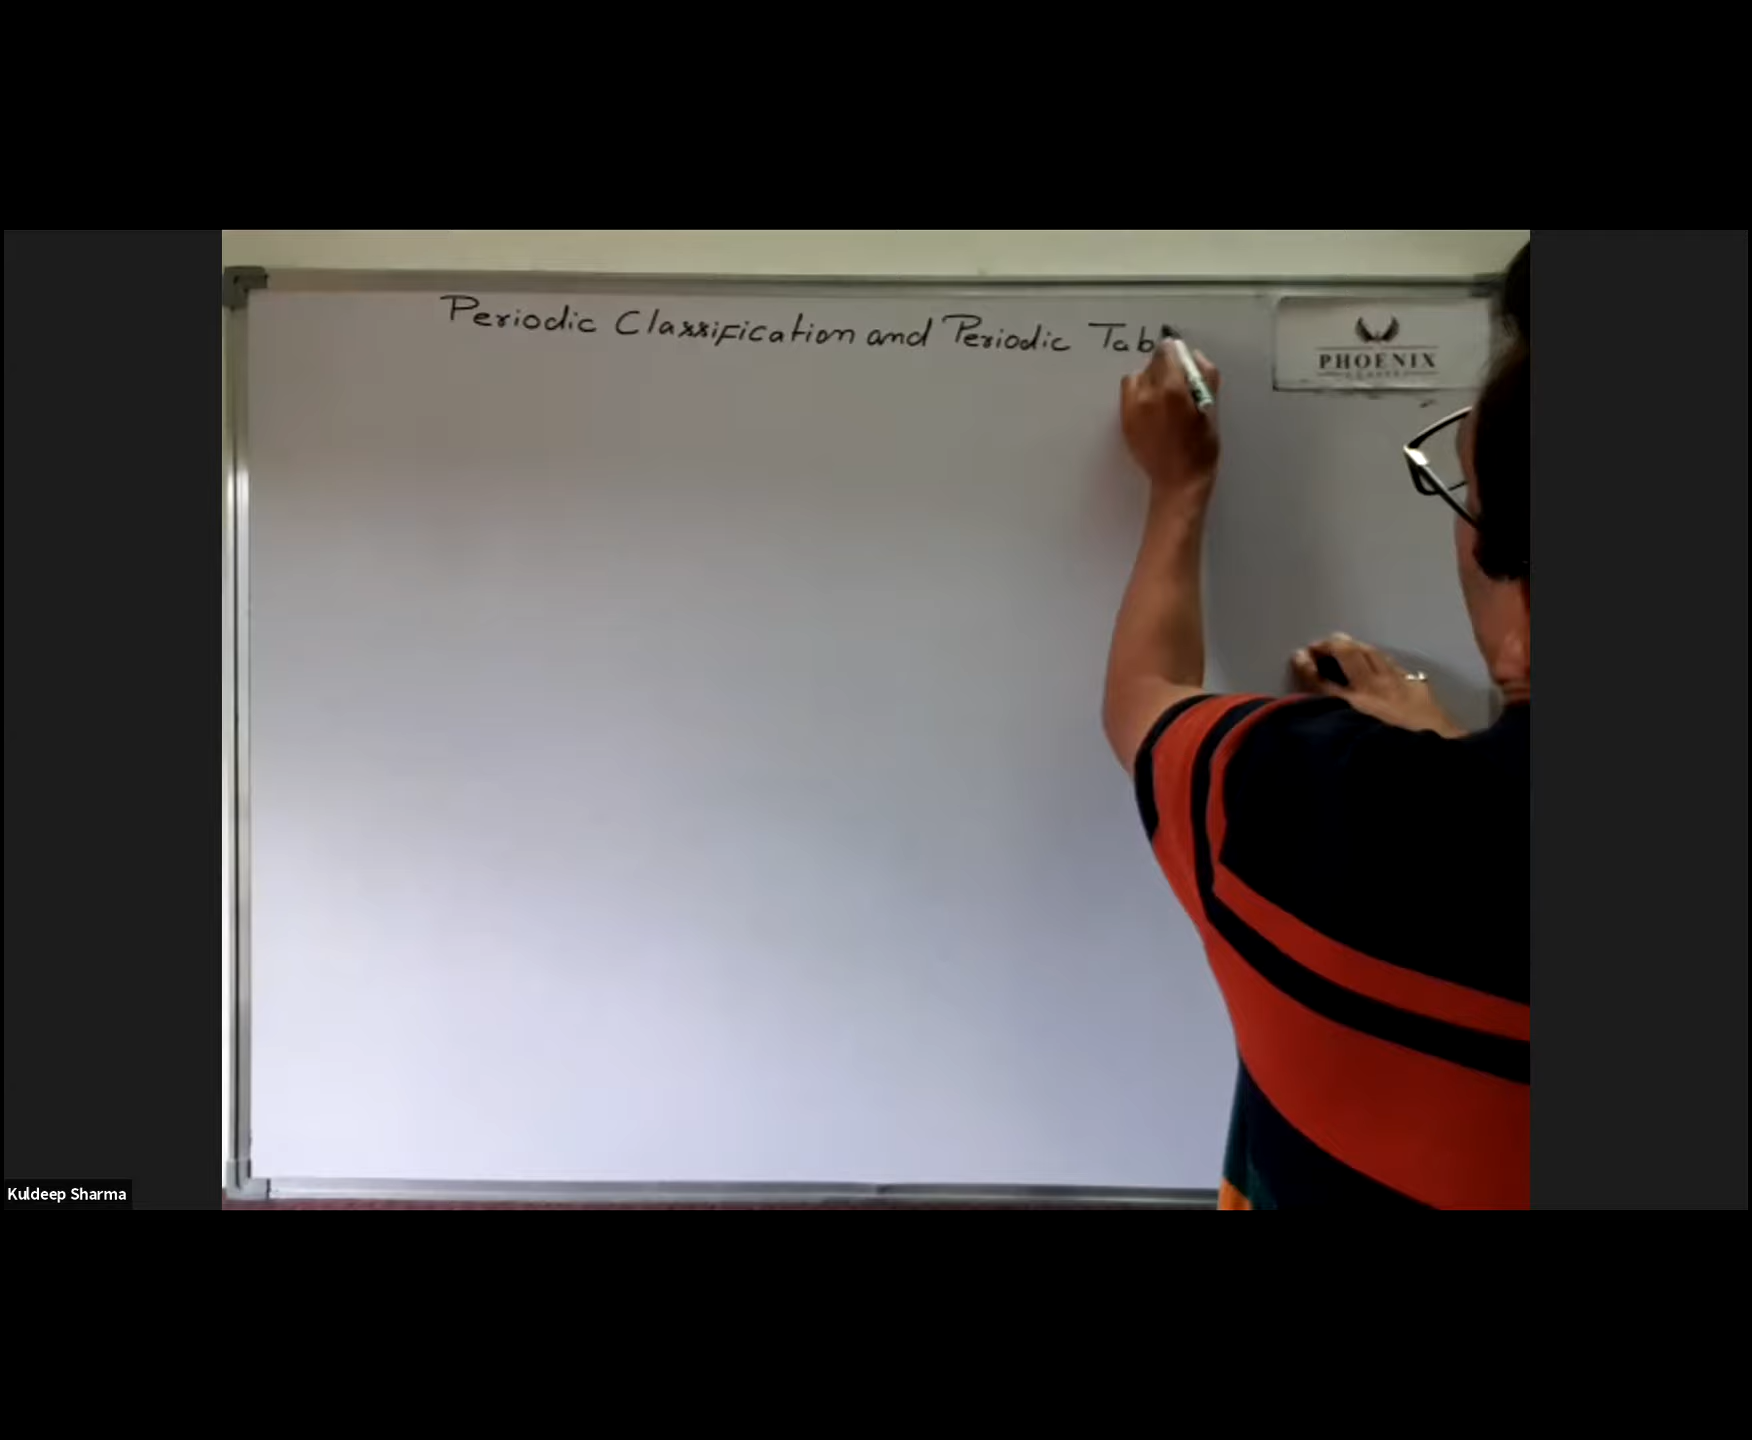 Periodic Classification and Periodic Tab
PHOENIX
Kuldeep Sharma